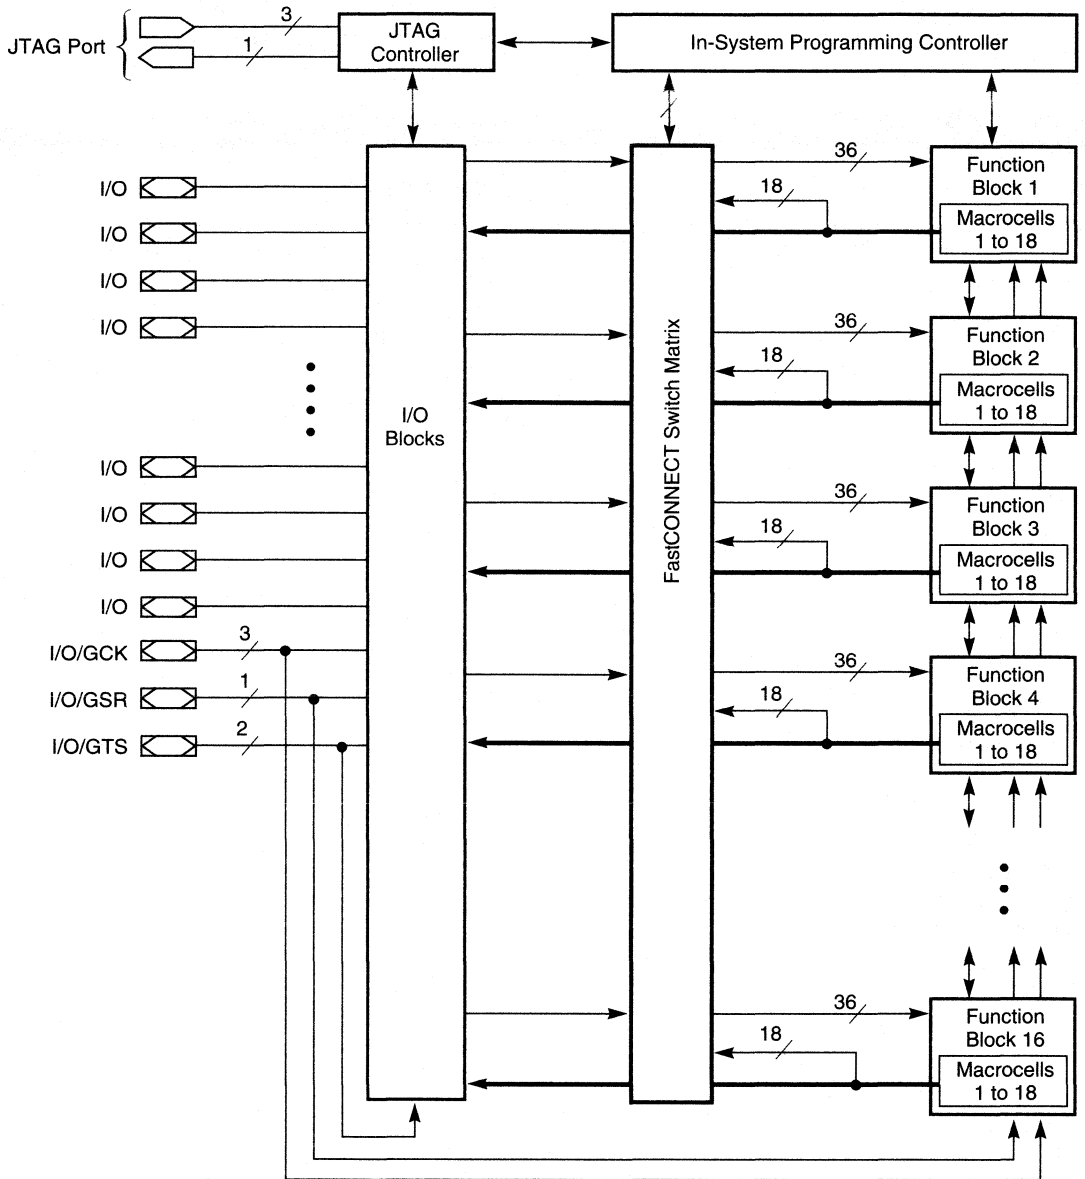 JTAG Port
3
1
JTAG
Controller
In-System Programming Controller
I/O
I/O
I/O
I/O
I/O
I/O
I/O
I/O
I/O/GCK
3
I/O/GSR
1
I/O/GTS
2
I/O
Blocks
FastCONNECT Switch Matrix
36
18
Function
Block 1
Macrocells
1 to 18
36
18
Function
Block 2
Macrocells
1 to 18
36
18
Function
Block 3
Macrocells
1 to 18
36
18
Function
Block 4
Macrocells
1 to 18
36
18
Function
Block 16
Macrocells
1 to 18